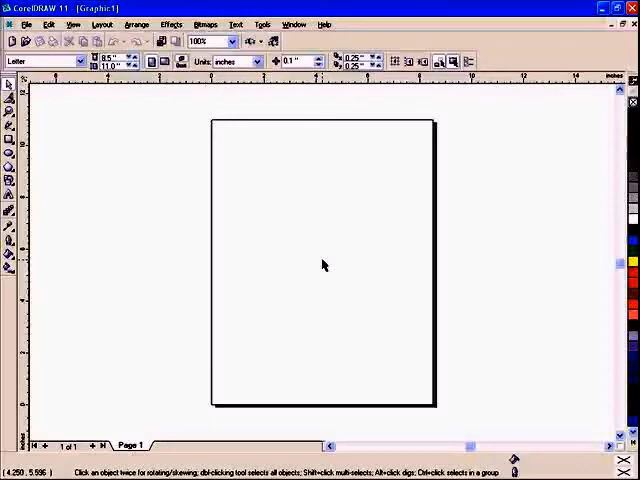 CorelDRAW 11 - [Graphic1]
File Edit View Layout Arrange Effects Bitmaps Text Tools Window Help
100%
Letter 8.5 " 11.0 " Units: inches 0.1 " 0.25 " 0.25 "
inches
1 of 1 Page 1
( 4.250 , 5.596 ) Click an object twice for rotating/skewing; dbl-clicking tool selects all objects; Shift+click multi-selects; Alt+click digs; Ctrl+click selects in a group